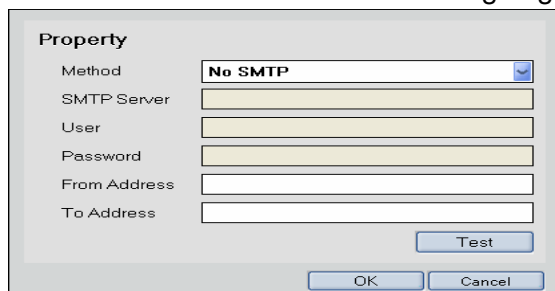 Property
Method No SMTP
SMTP Server
User
Password
From Address
To Address
Test
OK Cancel